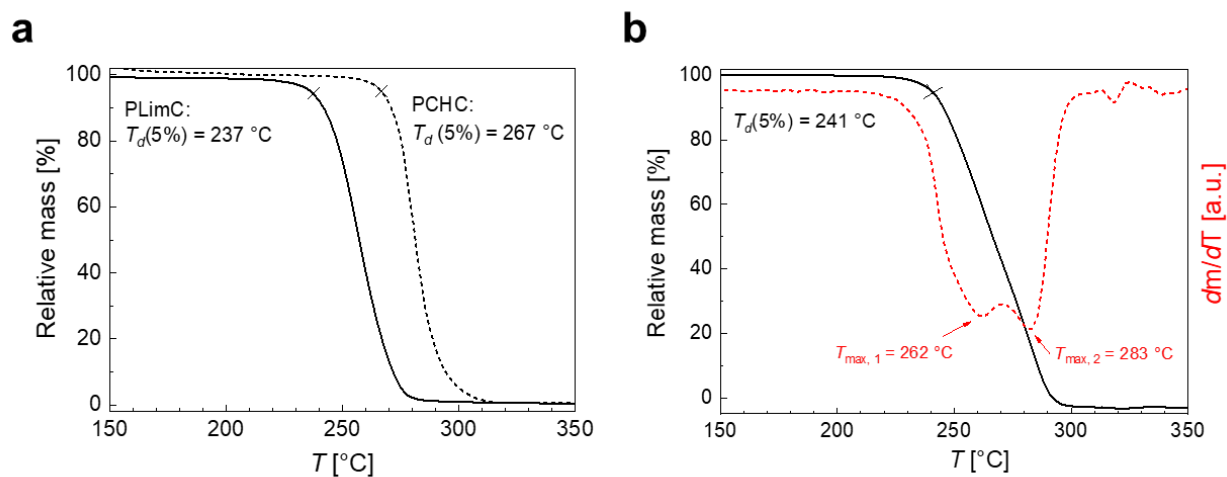 a
Relative mass [%]
100
80
60
40
20
0
PLimC:
T_d(5%) = 237 °C
PCHC:
T_d (5%) = 267 °C
150
200
250
300
350
T [°C]
b
Relative mass [%]
100
80
60
40
20
0
T_d(5%) = 241 °C
T_max, 1 = 262 °C
T_max, 2 = 283 °C
dm/dT [a.u.]
150
200
250
300
350
T [°C]